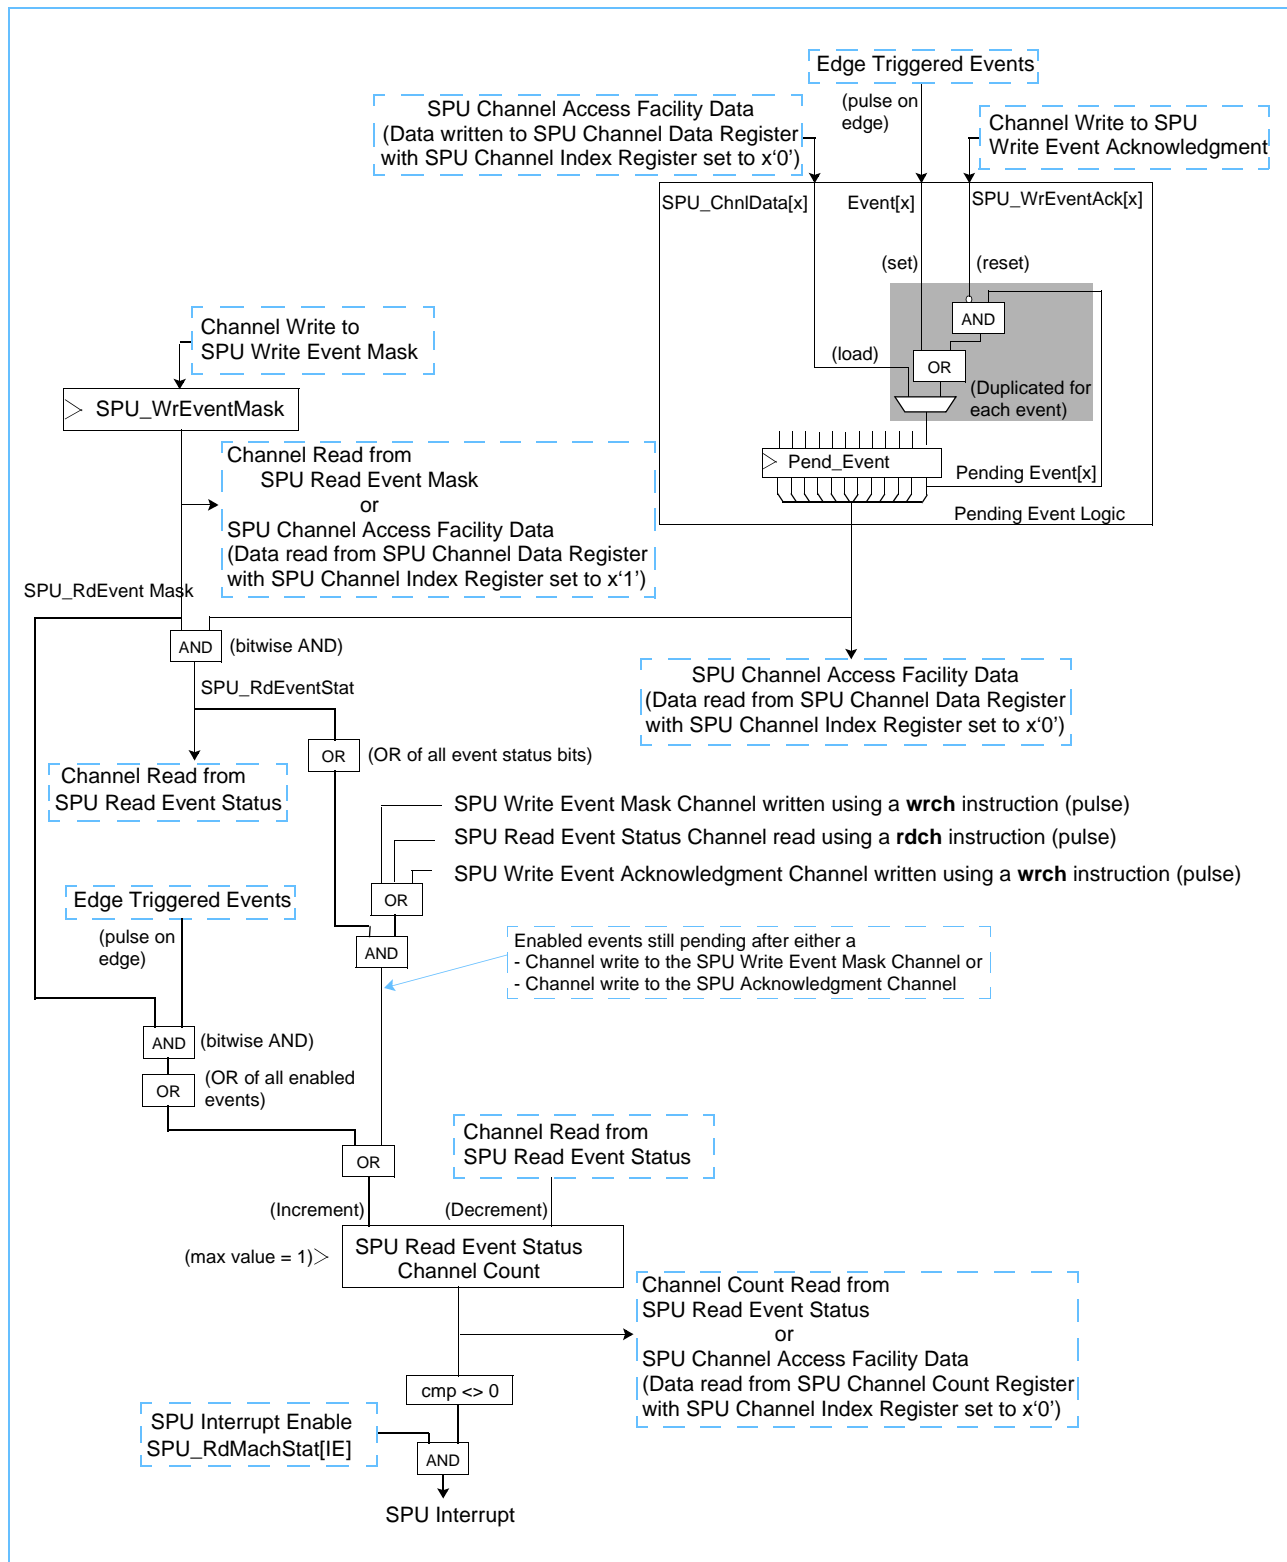 Edge Triggered Events
SPU Channel Access Facility Data
(Data written to SPU Channel Data Register
with SPU Channel Index Register set to x‘0’)
(pulse on
edge)
Channel Write to SPU
Write Event Acknowledgment
SPU_ChnlData[x]
Event[x]
SPU_WrEventAck[x]
(set)
(reset)
AND
(load)
OR
(Duplicated for
each event)
Pend_Event
Pending Event[x]
Pending Event Logic
Channel Write to
SPU Write Event Mask
SPU_WrEventMask
Channel Read from
SPU Read Event Mask
or
SPU Channel Access Facility Data
(Data read from SPU Channel Data Register
with SPU Channel Index Register set to x‘1’)
SPU_RdEvent Mask
AND
(bitwise AND)
SPU_RdEventStat
SPU Channel Access Facility Data
(Data read from SPU Channel Data Register
with SPU Channel Index Register set to x‘0’)
OR
(OR of all event status bits)
Channel Read from
SPU Read Event Status
SPU Write Event Mask Channel written using a wrch instruction (pulse)
SPU Read Event Status Channel read using a rdch instruction (pulse)
SPU Write Event Acknowledgment Channel written using a wrch instruction (pulse)
OR
Edge Triggered Events
(pulse on
edge)
AND
Enabled events still pending after either a
- Channel write to the SPU Write Event Mask Channel or
- Channel write to the SPU Acknowledgment Channel
AND
(bitwise AND)
OR
(OR of all enabled
events)
Channel Read from
SPU Read Event Status
OR
(Increment)
(Decrement)
(max value = 1)
SPU Read Event Status
Channel Count
Channel Count Read from
SPU Read Event Status
or
SPU Channel Access Facility Data
(Data read from SPU Channel Count Register
with SPU Channel Index Register set to x‘0’)
cmp <> 0
SPU Interrupt Enable
SPU_RdMachStat[IE]
AND
SPU Interrupt